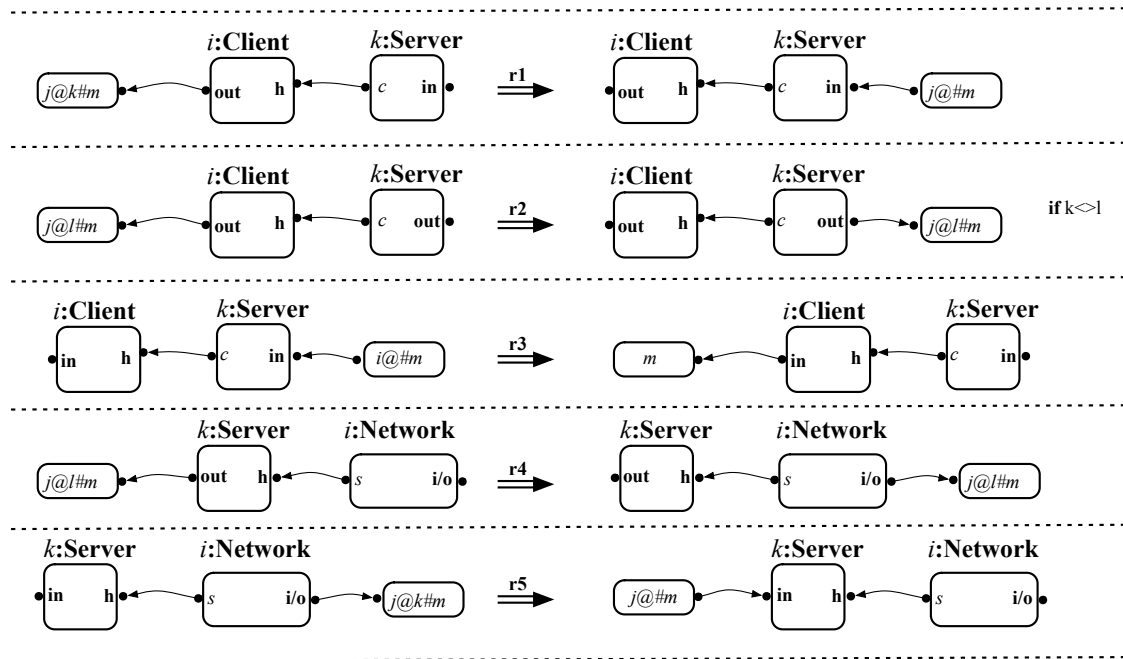 i:Client k:Server i:Client k:Server
j@k#m out h c in r1 out h c in j@#m
i:Client k:Server i:Client k:Server
j@l#m out h c out r2 out h c out j@l#m if k<>l
i:Client k:Server i:Client k:Server
in h c in i@#m r3 m in h c in
k:Server i:Network k:Server i:Network
j@l#m out h s i/o r4 out h s i/o j@l#m
k:Server i:Network k:Server i:Network
in h s i/o j@k#m r5 j@#m in h s i/o